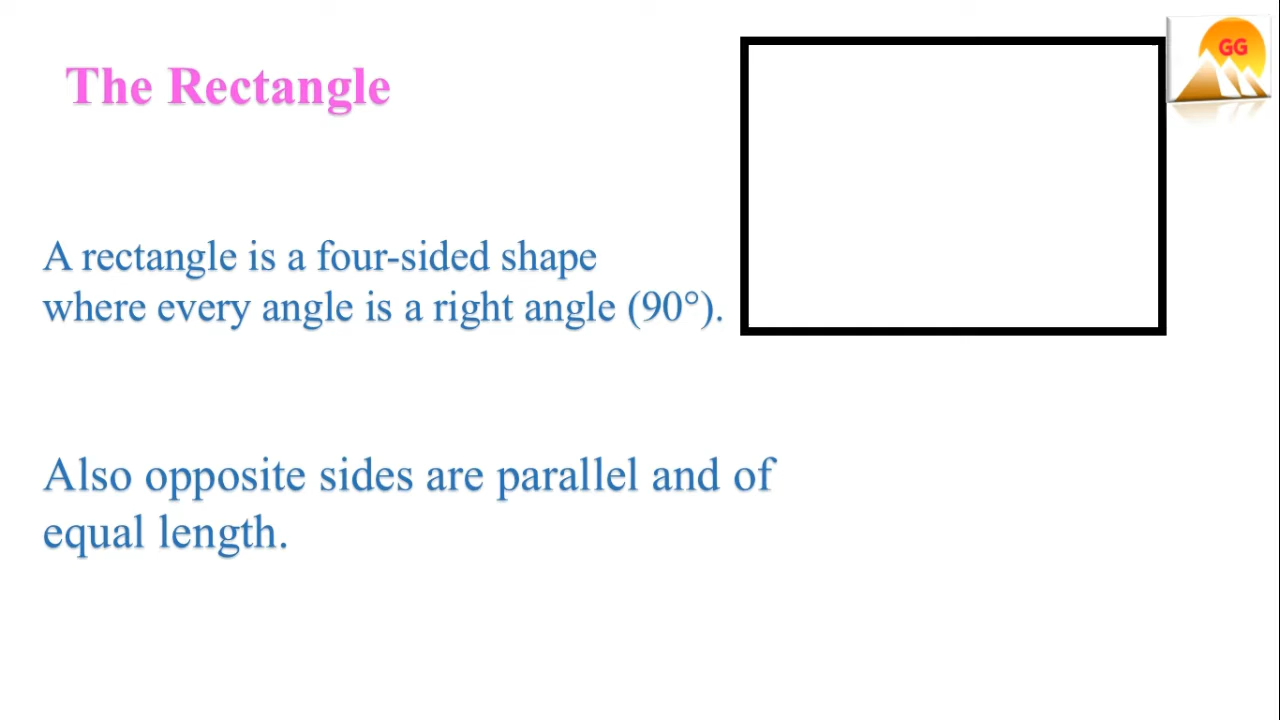 The Rectangle
GG
A rectangle is a four-sided shape
where every angle is a right angle (90°).
Also opposite sides are parallel and of
equal length.